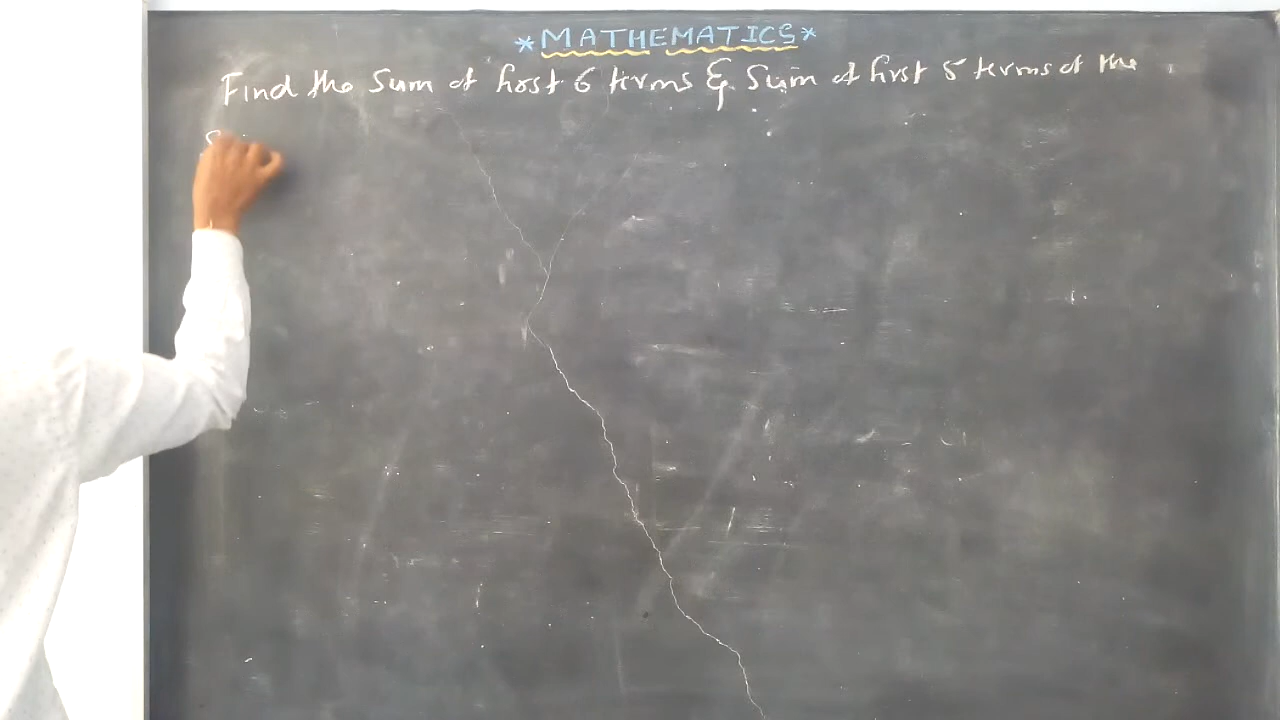 *MATHEMATICS*
Find the Sum of first 6 terms & Sum of first 5 terms of the